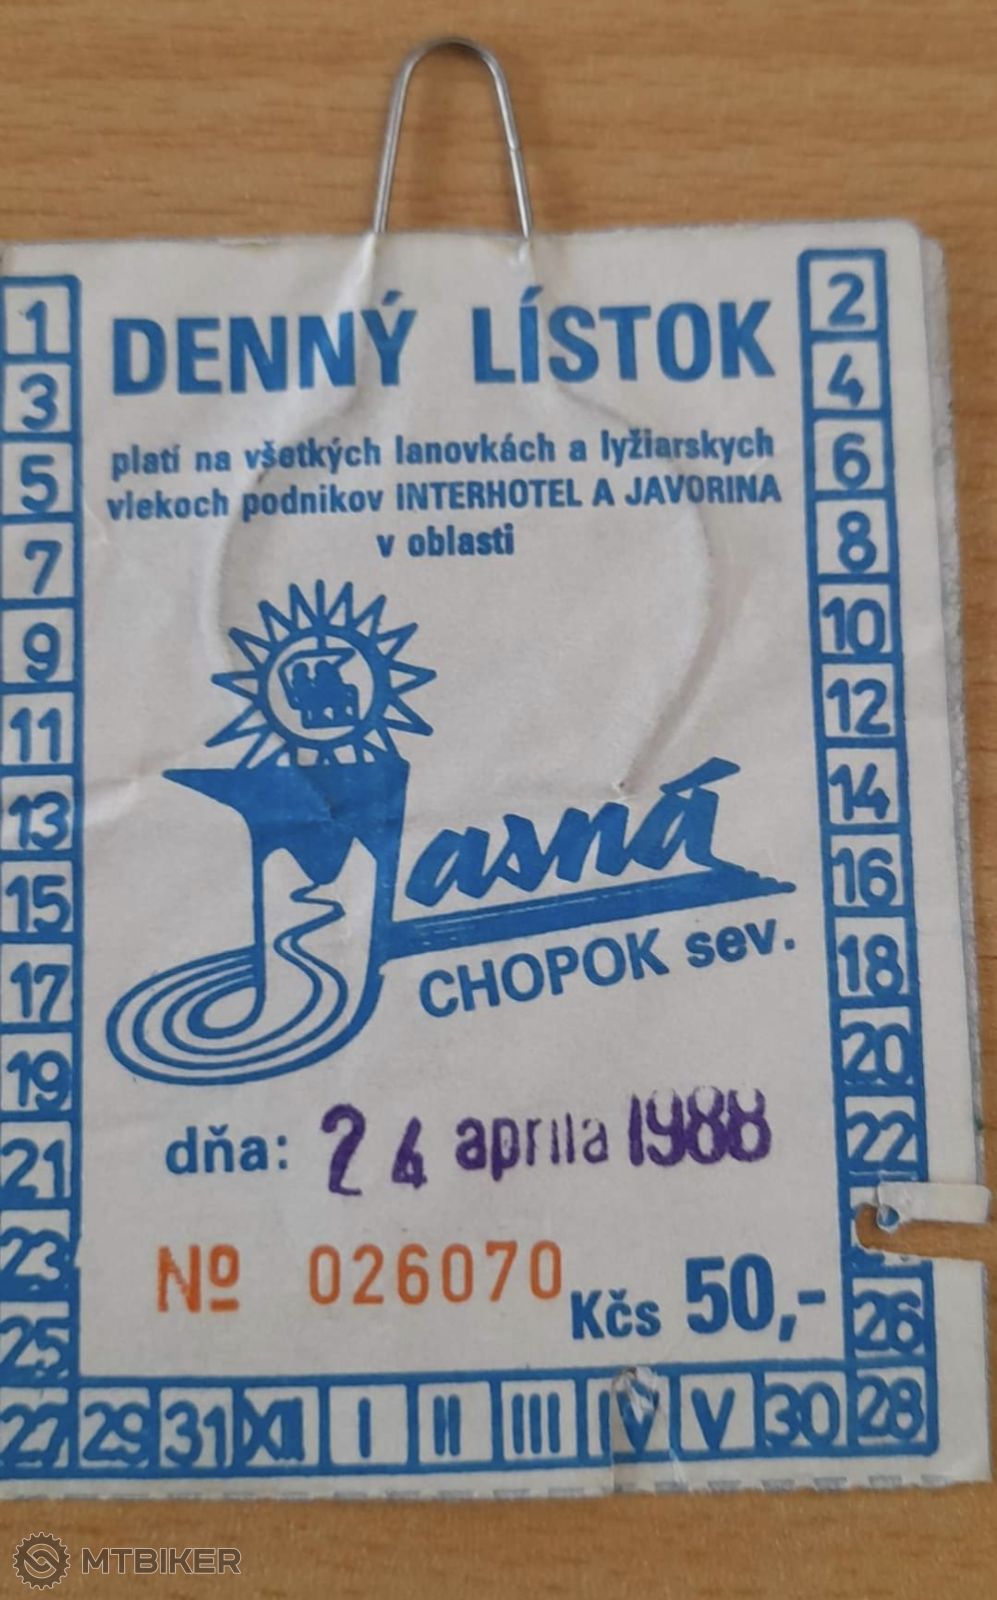 DENNÝ LÍSTOK
platí na všetkých lanovkách a lyžiarskych
vlekoch podnikov INTERHOTEL A JAVORINA
v oblasti
Jasná
CHOPOK sev.
dňa: 24 apríla 1988
Nº 026070
Kčs 50,-
1
3
5
7
9
11
13
15
17
19
21
23
25
2
4
6
8
10
12
14
16
18
20
22
26
27 29 31 XII I II III IV V 30 28
MTBIKER